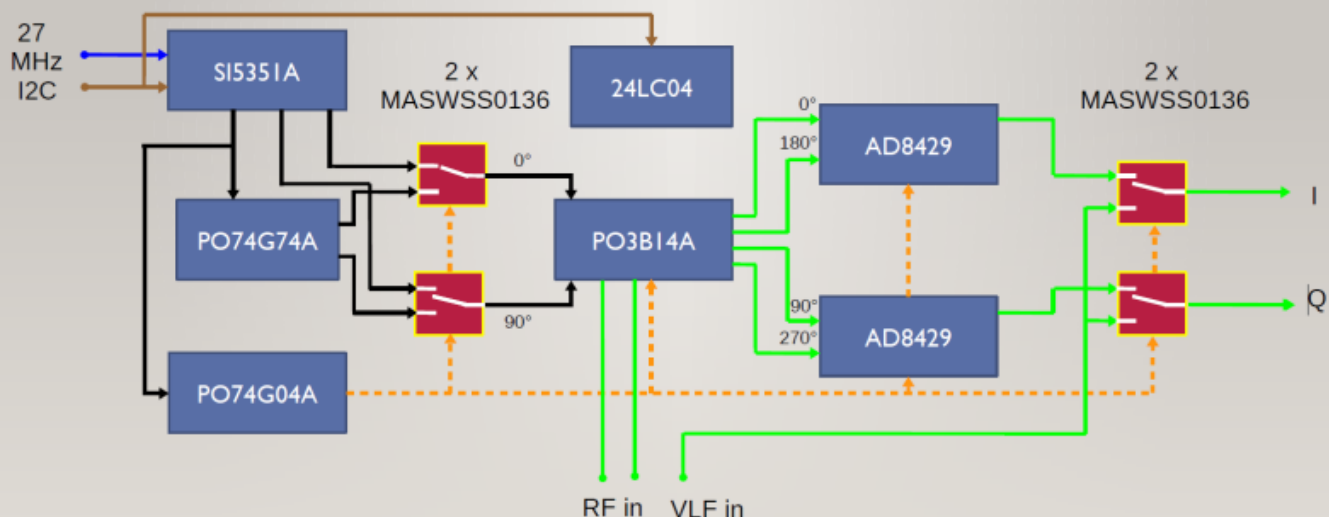 27
MHz
I2C
SI5351A
2 x
MASWSS0136
24LC04
2 x
MASWSS0136
0°
180°
AD8429
0°
I
PO74G74A
PO3B14A
90°
90°
270°
AD8429
Q
PO74G04A
RF in
VLF in